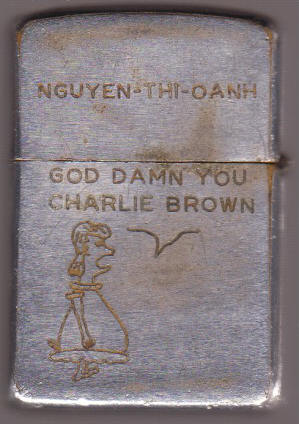 NGUYEN-THI-OANH
GOD DAMN YOU
CHARLIE BROWN